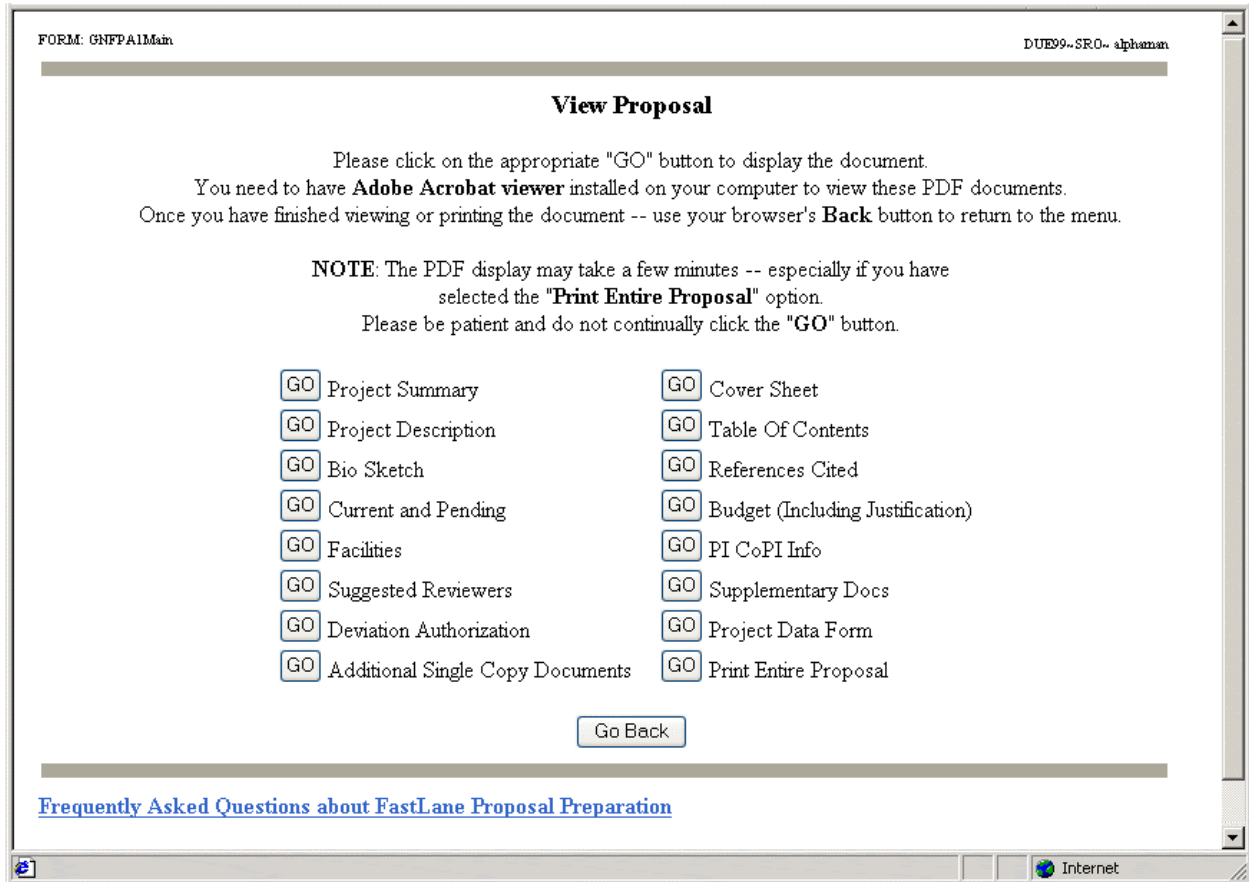 FORM: GNFPA1Main
DUE99~SRO~ alphaman
View Proposal
Please click on the appropriate "GO" button to display the document.
You need to have Adobe Acrobat viewer installed on your computer to view these PDF documents.
Once you have finished viewing or printing the document -- use your browser's Back button to return to the menu.
NOTE: The PDF display may take a few minutes -- especially if you have
selected the "Print Entire Proposal" option.
Please be patient and do not continually click the "GO" button.
GO Project Summary GO Cover Sheet
GO Project Description GO Table Of Contents
GO Bio Sketch GO References Cited
GO Current and Pending GO Budget (Including Justification)
GO Facilities GO PI CoPI Info
GO Suggested Reviewers GO Supplementary Docs
GO Deviation Authorization GO Project Data Form
GO Additional Single Copy Documents GO Print Entire Proposal
Go Back
Frequently Asked Questions about FastLane Proposal Preparation
Internet